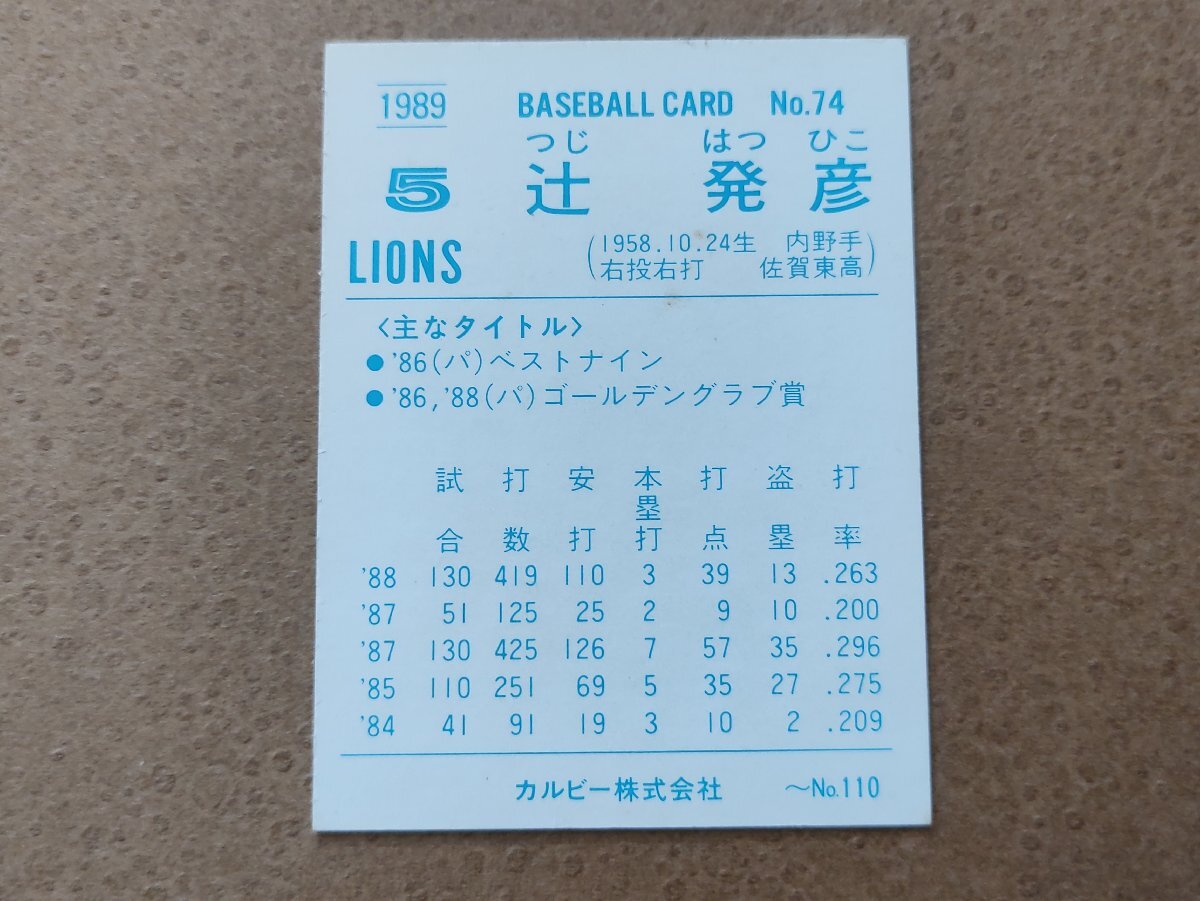 1989 BASEBALL CARD No.74
つじ はつ ひこ
5 辻 発 彦
LIONS (1958.10.24生 内野手
右投右打 佐賀東高)
〈主なタイトル〉
●'86(パ)ベストナイン
●'86,'88(パ)ゴールデングラブ賞
試合 打数 安打 本塁打 打点 盗塁 打率
'88 130 419 110 3 39 13 .263
'87 51 125 25 2 9 10 .200
'87 130 425 126 7 57 35 .296
'85 110 251 69 5 35 27 .275
'84 41 91 19 3 10 2 .209
カルビー株式会社 〜No.110